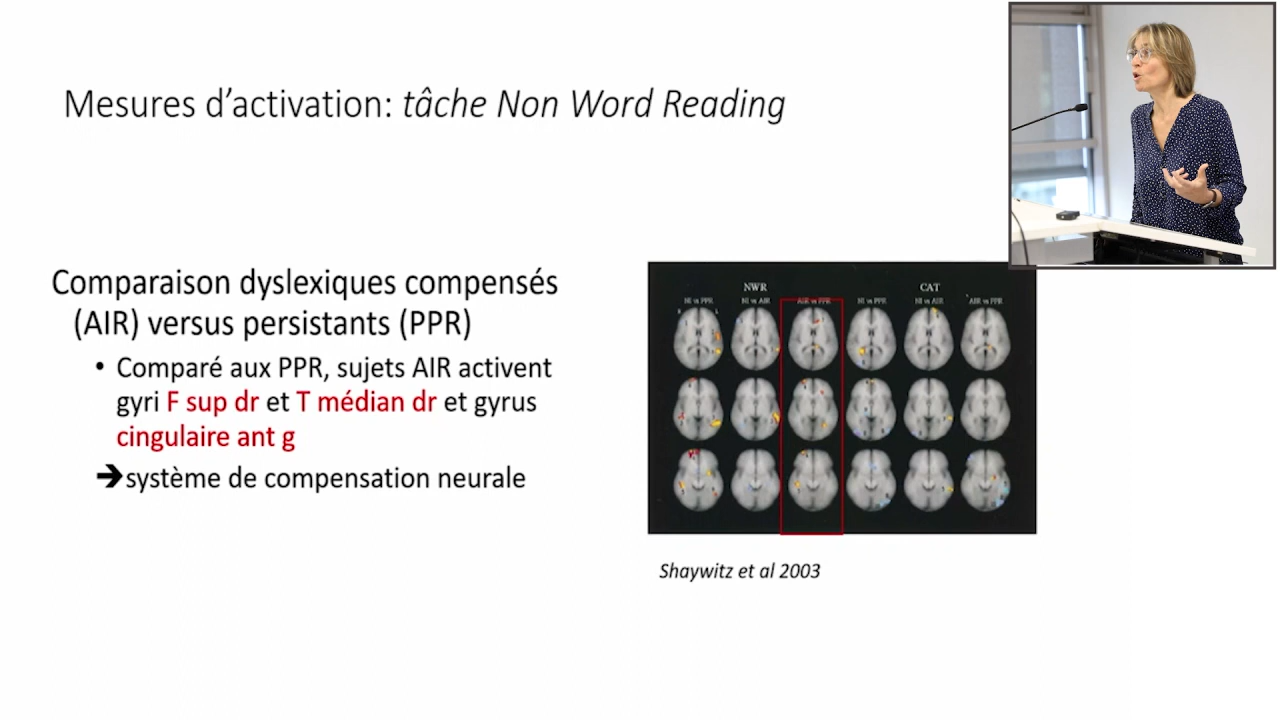 Mesures d’activation: tâche Non Word Reading
Comparaison dyslexiques compensés
(AIR) versus persistants (PPR)
• Comparé aux PPR, sujets AIR activent
gyri F sup dr et T médian dr et gyrus
cingulaire ant g
➔système de compensation neurale
NWR CAT
NI vs PPR NI vs AIR AIR vs PPR NI vs PPR NI vs AIR AIR vs PPR
Shaywitz et al 2003